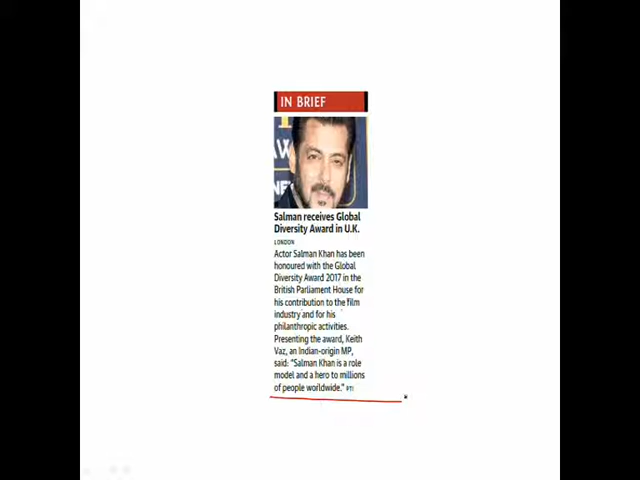 IN BRIEF
AW
NE
Salman receives Global
Diversity Award in U.K.
LONDON
Actor Salman Khan has been
honoured with the Global
Diversity Award 2017 in the
British Parliament House for
his contribution to the film
industry and for his
philanthropic activities.
Presenting the award, Keith
Vaz, an Indian-origin MP,
said: “Salman Khan is a role
model and a hero to millions
of people worldwide.” PTI